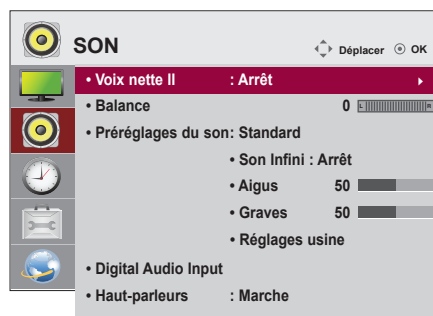 SON
Déplacer OK
• Voix nette II : Arrêt
• Balance 0 L R
• Préréglages du son: Standard
• Son Infini : Arrêt
• Aigus 50
• Graves 50
• Réglages usine
• Digital Audio Input
• Haut-parleurs : Marche